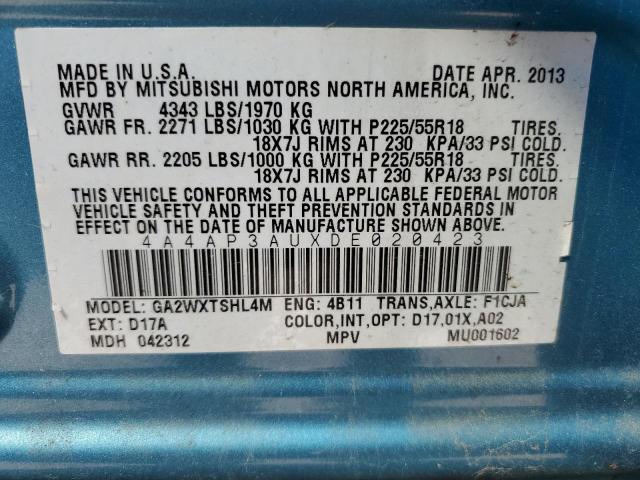 MADE IN U.S.A. DATE APR. 2013
MFD BY MITSUBISHI MOTORS NORTH AMERICA, INC.
GVWR 4343 LBS/1970 KG
GAWR FR. 2271 LBS/1030 KG WITH P225/55R18 TIRES.
18X7J RIMS AT 230 KPA/33 PSI COLD.
GAWR RR. 2205 LBS/1000 KG WITH P225/55R18 TIRES.
18X7J RIMS AT 230 KPA/33 PSI COLD.
THIS VEHICLE CONFORMS TO ALL APPLICABLE FEDERAL MOTOR
VEHICLE SAFETY AND THEFT PREVENTION STANDARDS IN
EFFECT ON THE DATE OF MANUFACTURE SHOWN ABOVE.
4A4AP3AUXDE020423
MODEL: GA2WXTSHL4M ENG: 4B11 TRANS,AXLE: F1CJA
EXT: D17A COLOR,INT,OPT: D17,01X,A02
MDH 042312 MPV MU001602